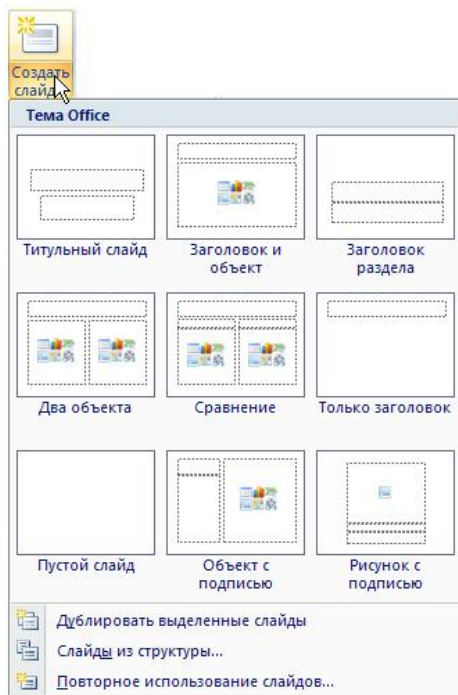 Создать
слайд
Тема Office
Титульный слайд
Заголовок и
объект
Заголовок
раздела
Два объекта
Сравнение
Только заголовок
Пустой слайд
Объект с
подписью
Рисунок с
подписью
Дублировать выделенные слайды
Слайды из структуры...
Повторное использование слайдов...